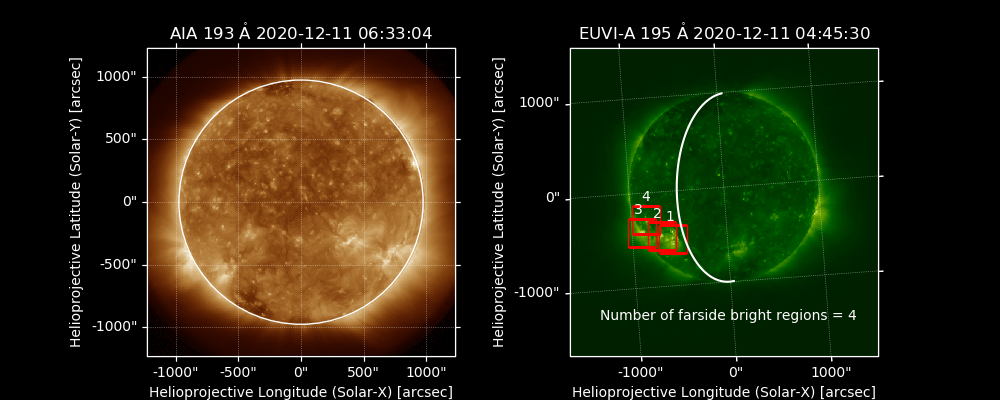 AIA 193 Å 2020-12-11 06:33:04
Helioprojective Latitude (Solar-Y) [arcsec]
1000"
500"
0"
-500"
-1000"
-1000"
-500"
0"
500"
1000"
Helioprojective Longitude (Solar-X) [arcsec]
EUVI-A 195 Å 2020-12-11 04:45:30
Helioprojective Latitude (Solar-Y) [arcsec]
1000"
0"
-1000"
4
3
2
1
Number of farside bright regions = 4
-1000"
0"
1000"
Helioprojective Longitude (Solar-X) [arcsec]